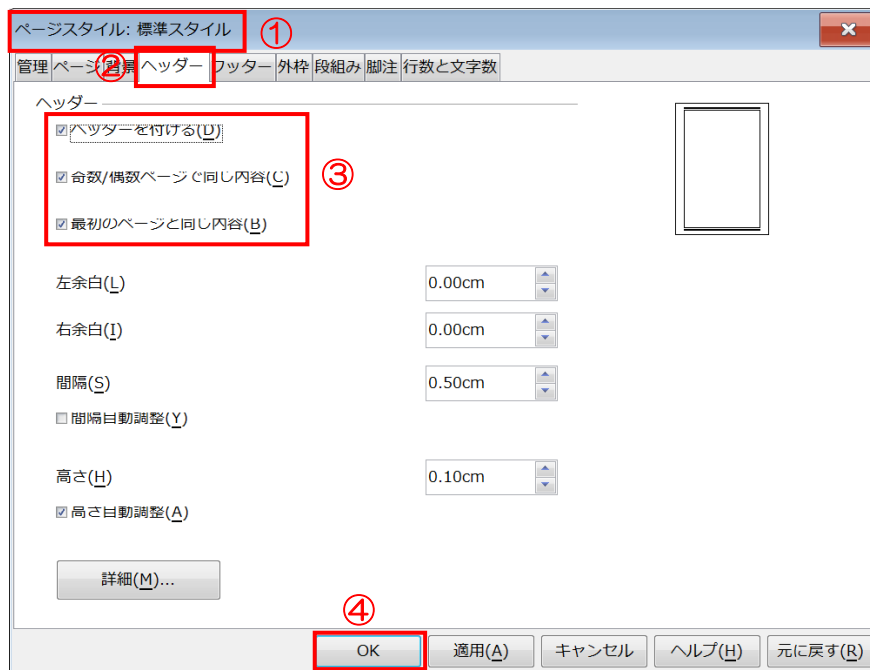 ページスタイル: 標準スタイル ①
管理 ページ 背景 ヘッダー フッター 外枠 段組み 脚注 行数と文字数
②
ヘッダー
ヘッダーを付ける(D)
奇数/偶数ページで同じ内容(C)
③
最初のページと同じ内容(B)
左余白(L) 0.00cm
右余白(I) 0.00cm
間隔(S) 0.50cm
間隔自動調整(Y)
高さ(H) 0.10cm
高さ自動調整(A)
詳細(M)...
④
OK 適用(A) キャンセル ヘルプ(H) 元に戻す(R)